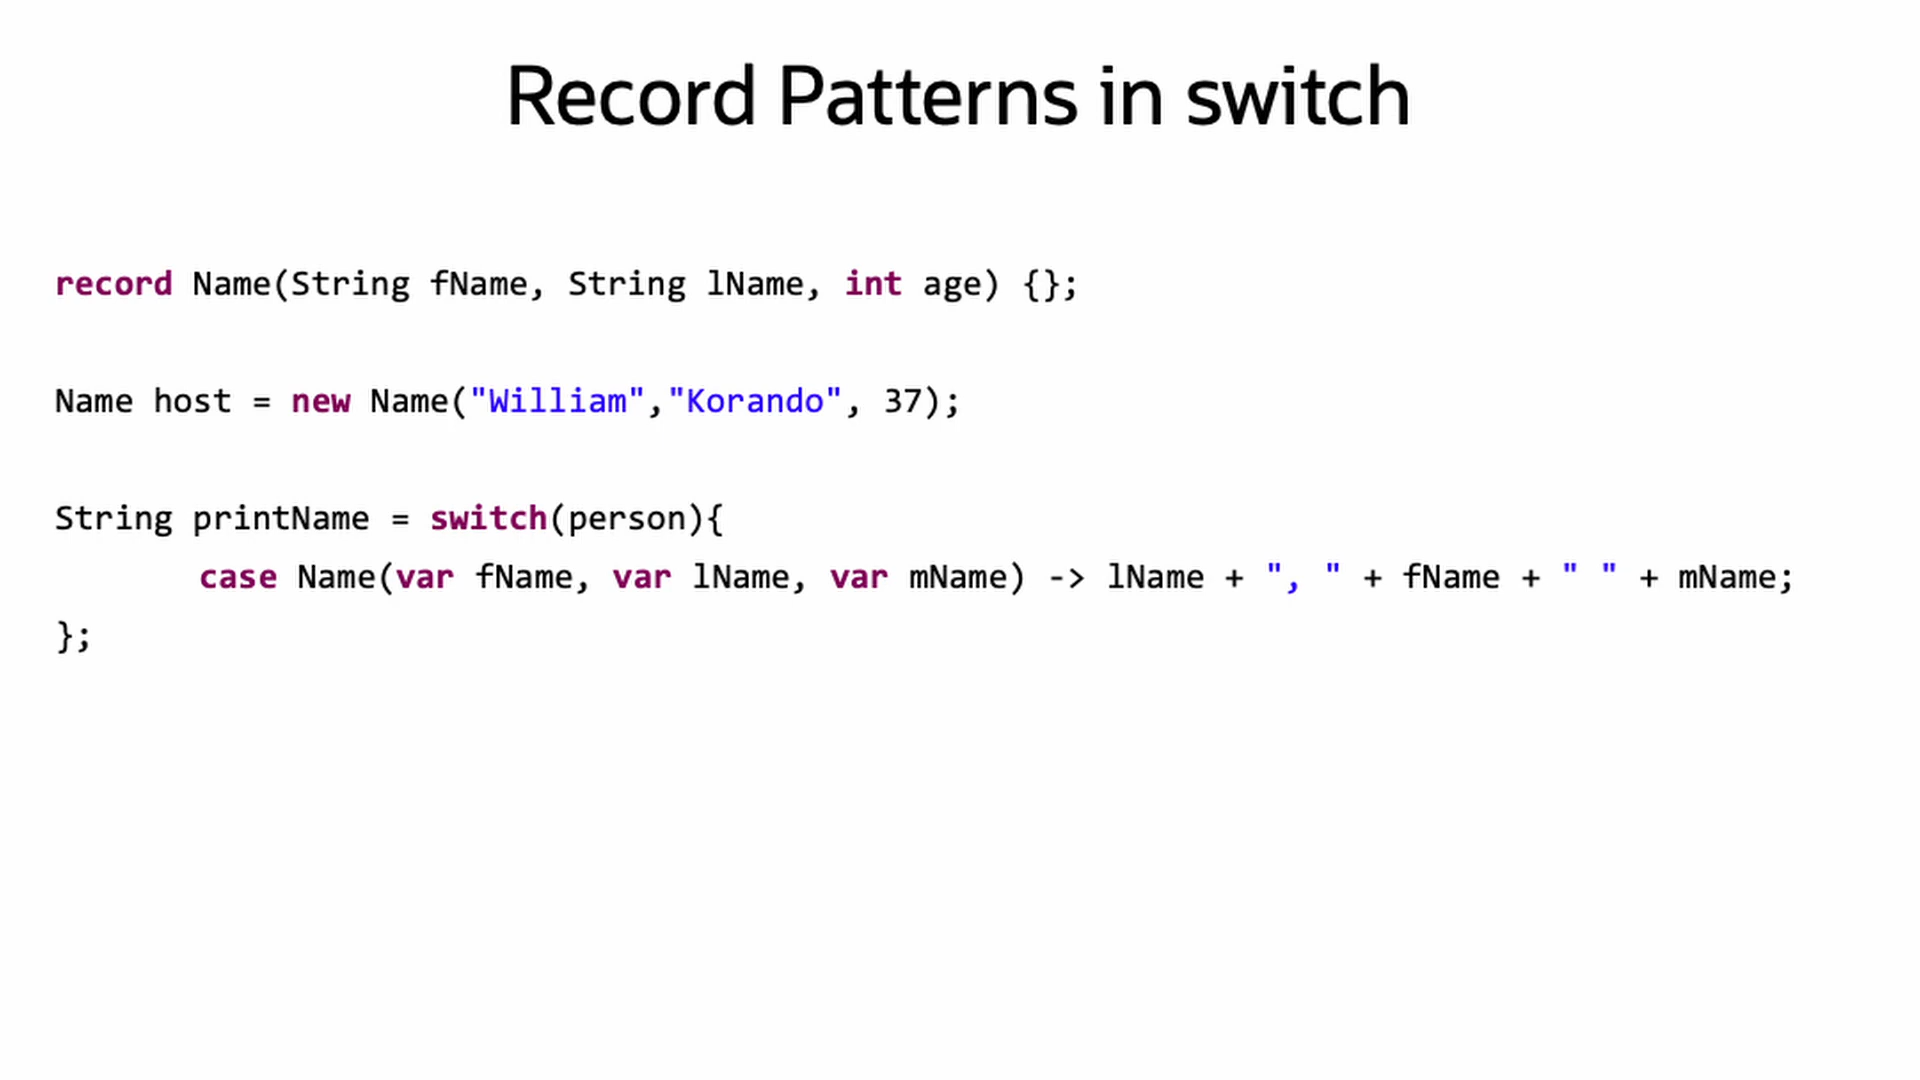 Record Patterns in switch
record Name(String fName, String lName, int age) {};
Name host = new Name("William","Korando", 37);
String printName = switch(person){
case Name(var fName, var lName, var mName) -> lName + ", " + fName + " " + mName;
};